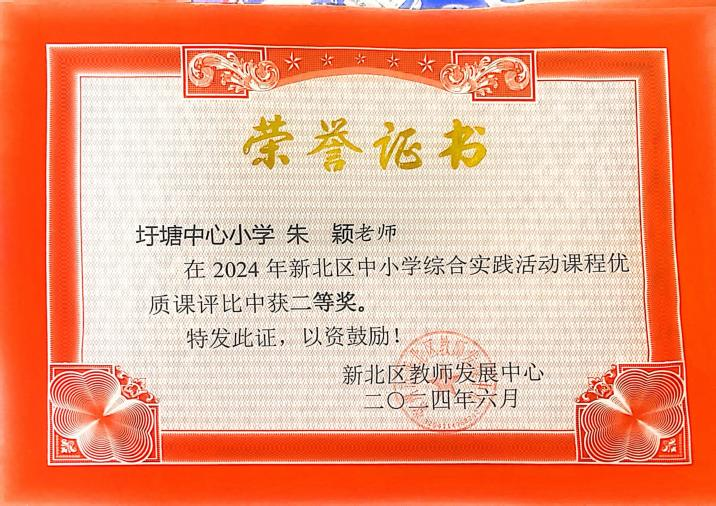 荣誉证书
圩塘中心小学 朱 颖老师
在 2024 年新北区中小学综合实践活动课程优
质课评比中获二等奖。
特发此证，以资鼓励！
新北区教师发展中心
二〇二四年六月